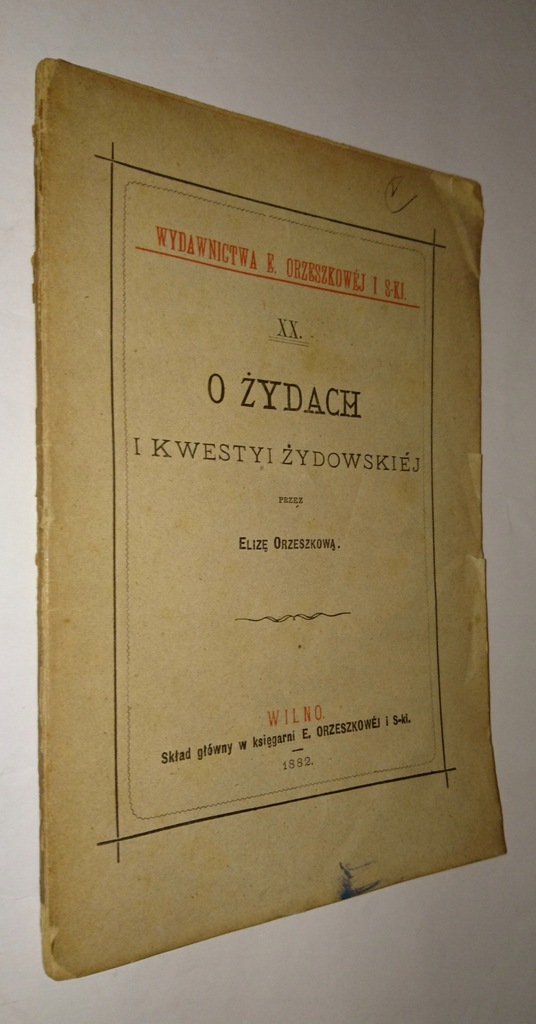 WYDAWNICTWA E. ORZESZKOWÉJ I S-KI.
XX.
O ŻYDACH
I KWESTYI ŻYDOWSKIÉJ
PRZEZ
ELIZĘ ORZESZKOWĄ.
WILNO.
Skład główny w księgarni E. ORZESZKOWÉJ i S-ki.
1882.